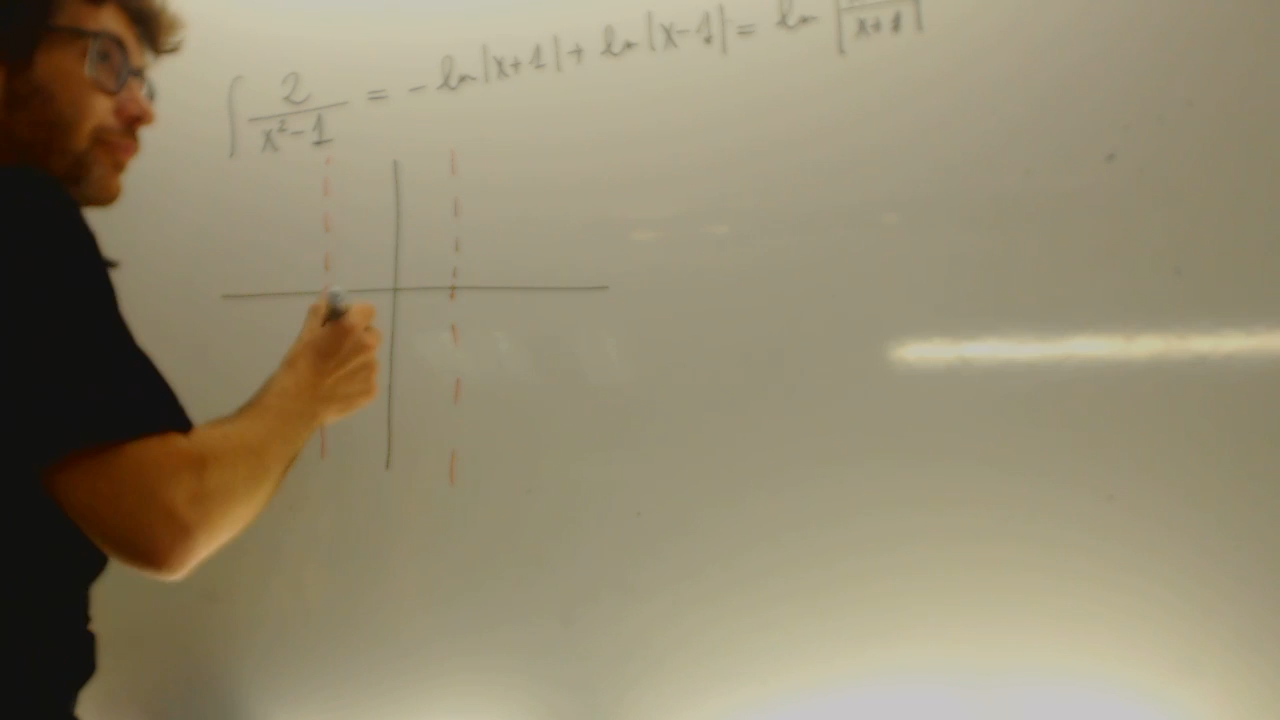 ∫ 2/(x²-1) = - ln|x+1| + ln|x-1| = ln | /(x+1)|